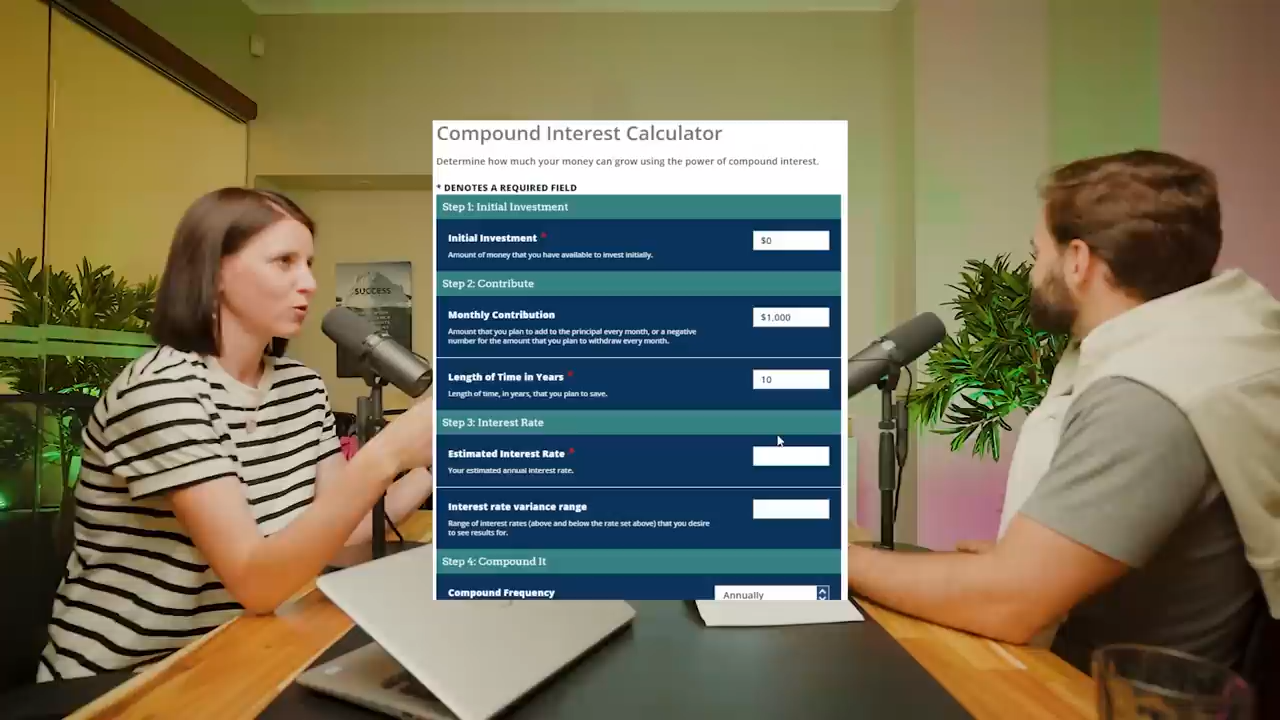 Compound Interest Calculator
Determine how much your money can grow using the power of compound interest.
* DENOTES A REQUIRED FIELD
Step 1: Initial Investment
Initial Investment *
$0
Amount of money that you have available to invest initially.
Step 2: Contribute
Monthly Contribution
$1,000
Amount that you plan to add to the principal every month, or a negative
number for the amount that you plan to withdraw every month.
Length of Time in Years *
10
Length of time, in years, that you plan to save.
Step 3: Interest Rate
Estimated Interest Rate *
Your estimated annual interest rate.
Interest rate variance range
Range of interest rates (above and below the rate set above) that you desire
to see results for.
Step 4: Compound It
Compound Frequency
Annually
SUCCESS